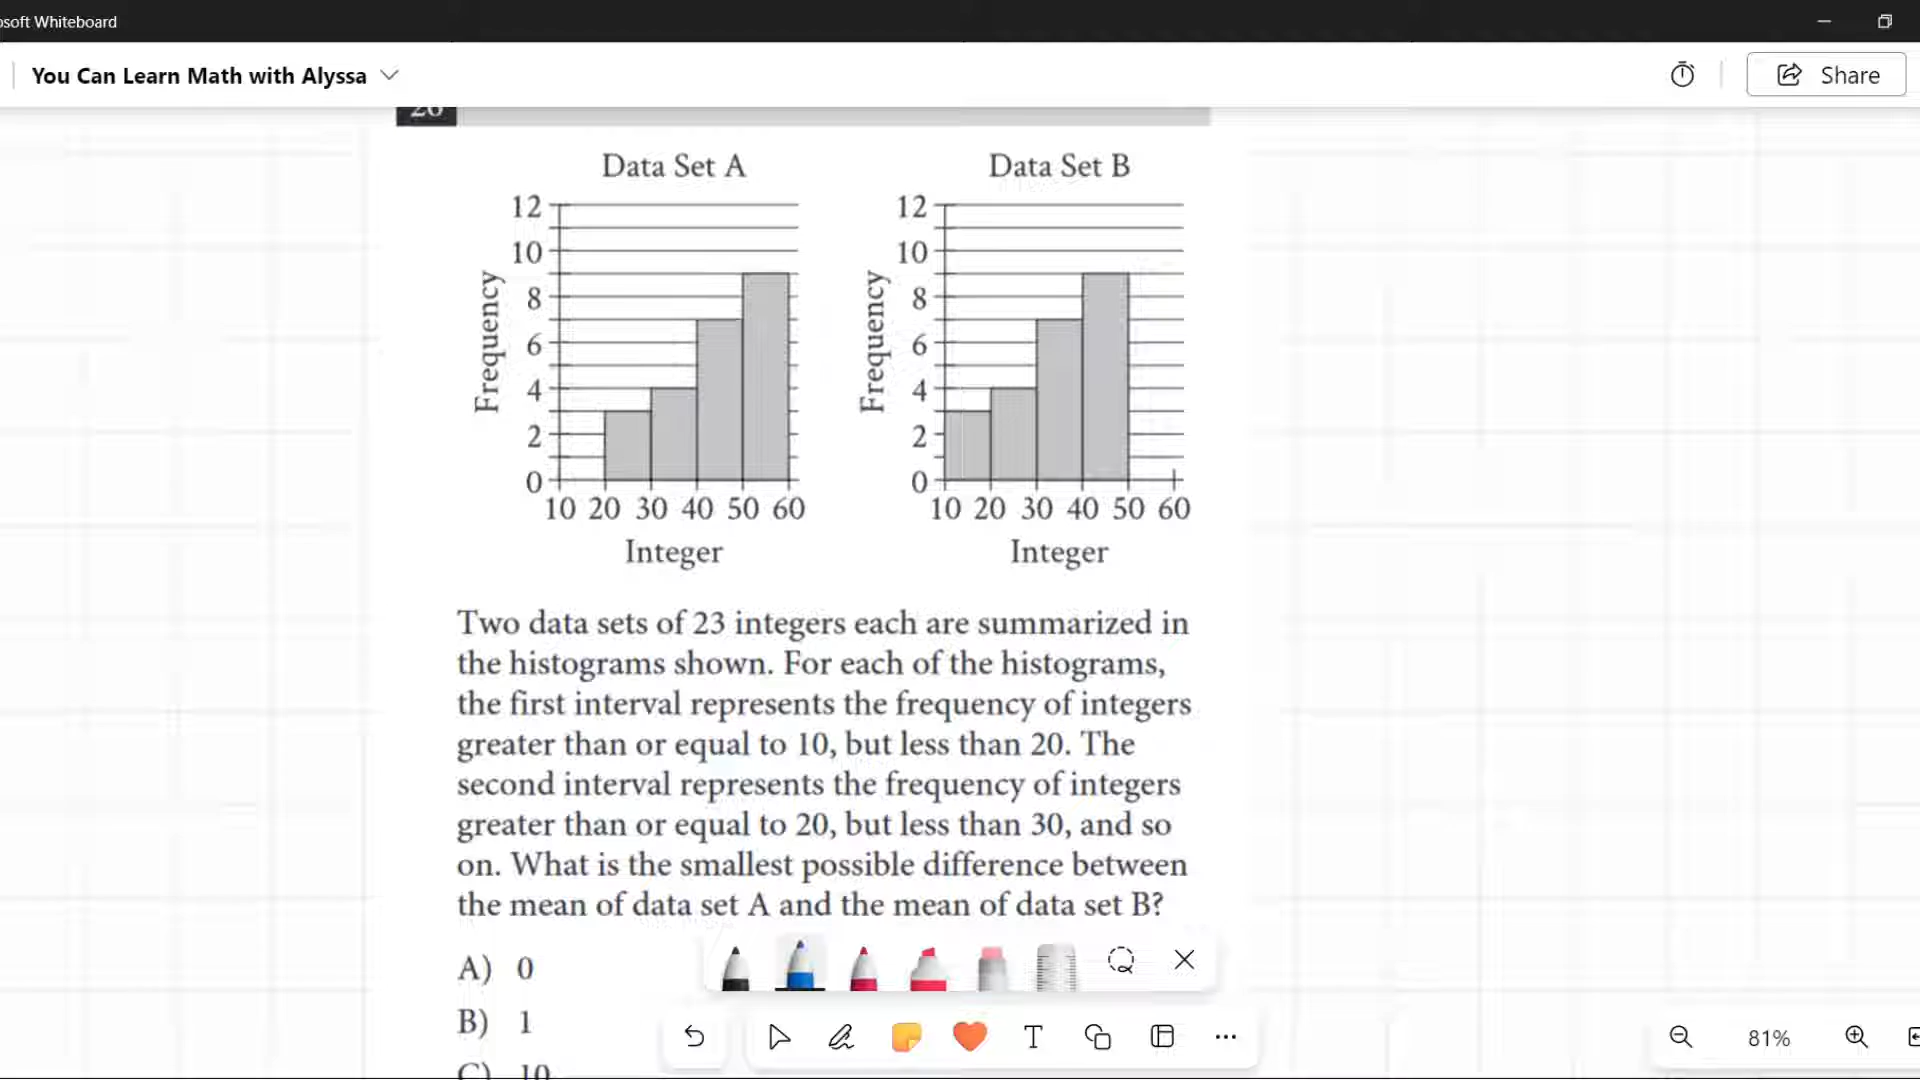 osoft Whiteboard
You Can Learn Math with Alyssa
Share
26
Data Set A
Data Set B
12
10
8
6
4
2
0
Frequency
10 20 30 40 50 60
Integer
12
10
8
6
4
2
0
Frequency
10 20 30 40 50 60
Integer
Two data sets of 23 integers each are summarized in
the histograms shown. For each of the histograms,
the first interval represents the frequency of integers
greater than or equal to 10, but less than 20. The
second interval represents the frequency of integers
greater than or equal to 20, but less than 30, and so
on. What is the smallest possible difference between
the mean of data set A and the mean of data set B?
A) 0
B) 1
C) 10
81%